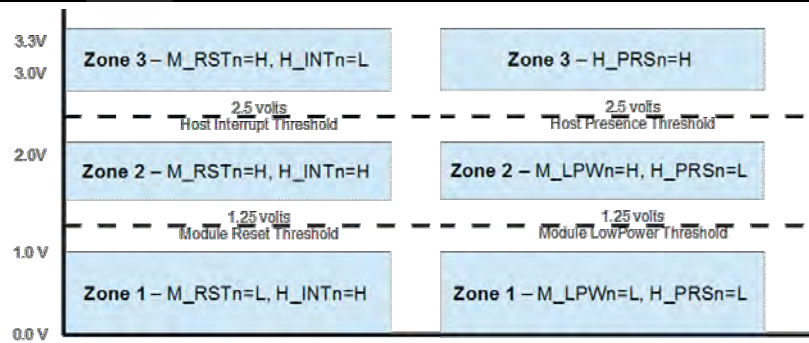 3.3V
Zone 3 – M_RSTn=H, H_INTn=L
Zone 3 – H_PRSn=H
3.0V
2.5 volts
Host Interrupt Threshold
2.5 volts
Host Presence Threshold
2.0V
Zone 2 – M_RSTn=H, H_INTn=H
Zone 2 – M_LPWn=H, H_PRSn=L
1.25 volts
Module Reset Threshold
1.25 volts
Module LowPower Threshold
1.0 V
Zone 1 – M_RSTn=L, H_INTn=H
Zone 1 – M_LPWn=L, H_PRSn=L
0.0 V